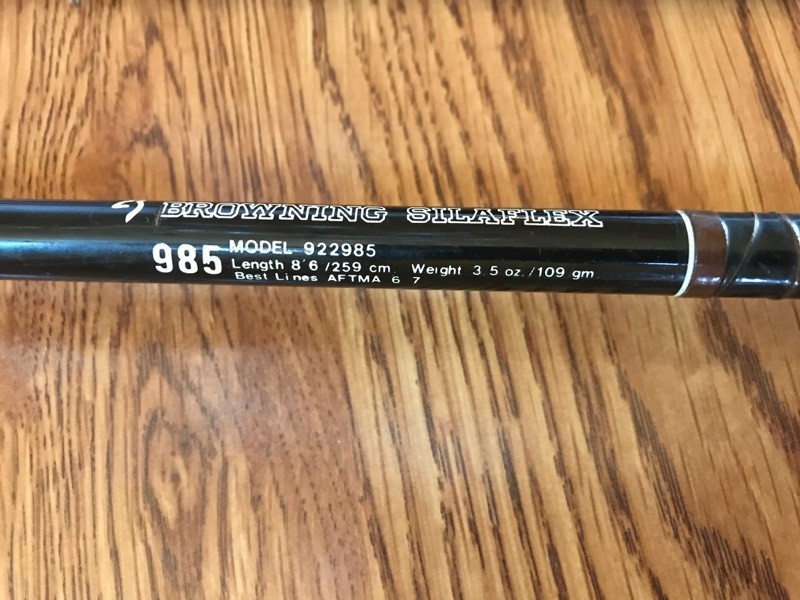 BROWNING SILAFLEX
985 MODEL 922985
Length 8'6 /259 cm. Weight 3.5 oz./109 gm
Best Lines AFTMA 6 7